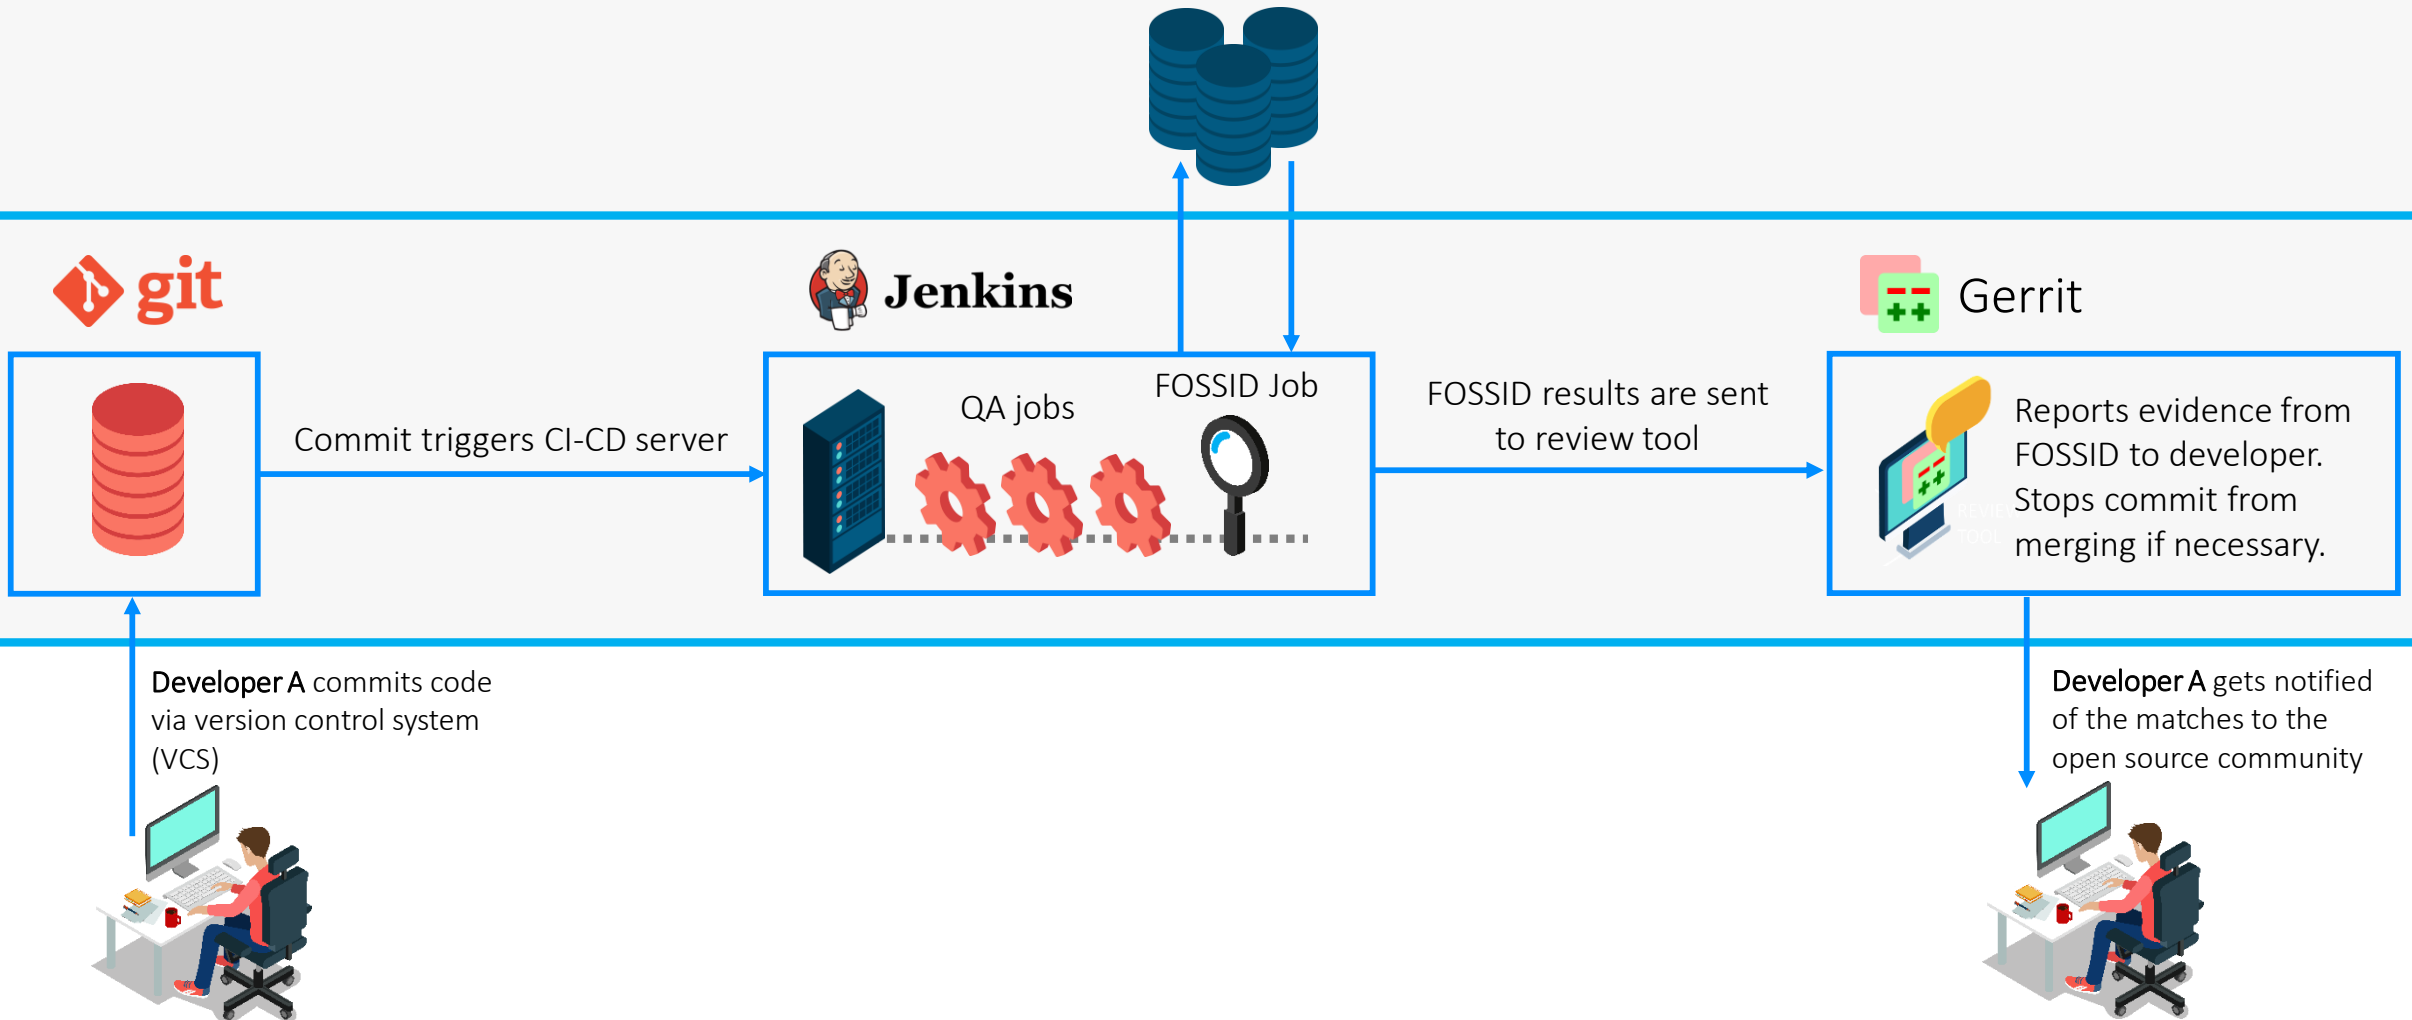 git
Jenkins
Gerrit
QA jobs
FOSSID Job
Commit triggers CI-CD server
FOSSID results are sent
to review tool
Reports evidence from
FOSSID to developer.
Stops commit from
merging if necessary.
REVIEW
TOOL
Developer A commits code
via version control system
(VCS)
Developer A gets notified
of the matches to the
open source community